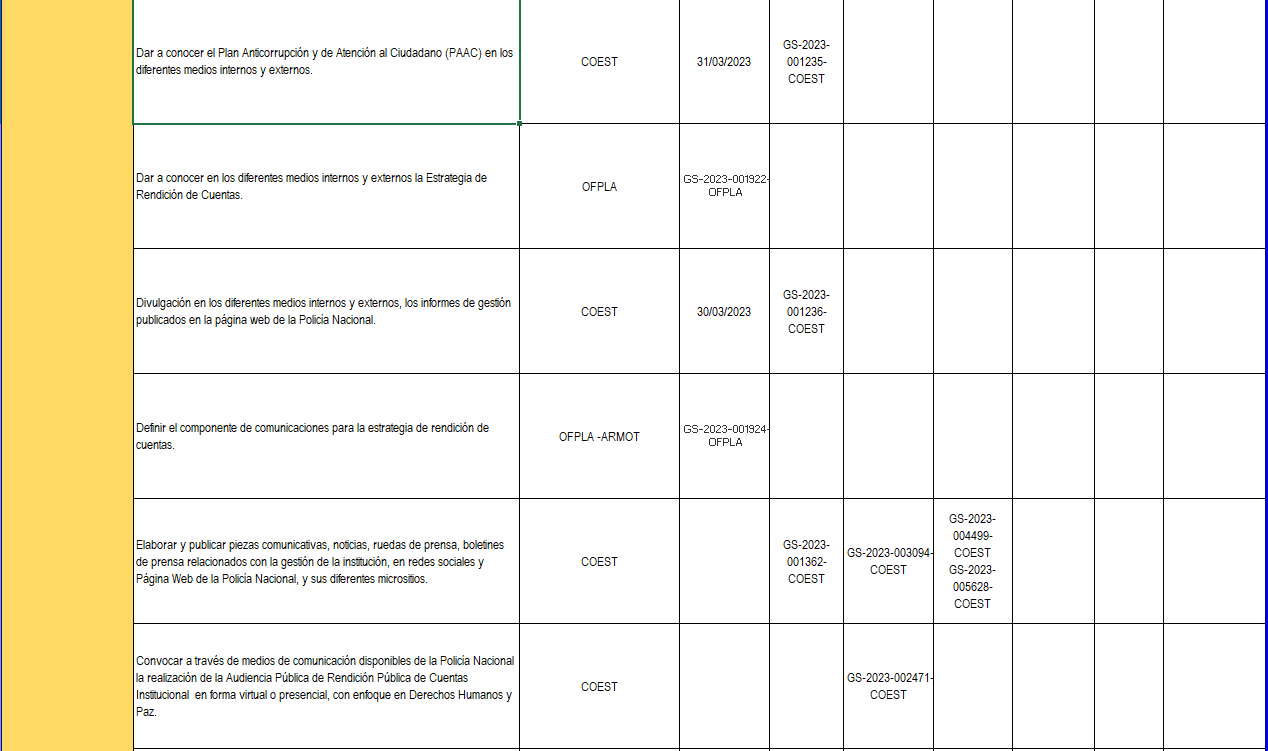 Dar a conocer el Plan Anticorrupción y de Atención al Ciudadano (PAAC) en los
diferentes medios internos y externos.
COEST
31/03/2023
GS-2023-
001235-
COEST
Dar a conocer en los diferentes medios internos y externos la Estrategia de
Rendición de Cuentas.
OFPLA
GS-2023-001922-
OFPLA
Divulgación en los diferentes medios internos y externos, los informes de gestión
publicados en la página web de la Policía Nacional.
COEST
30/03/2023
GS-2023-
001236-
COEST
Definir el componente de comunicaciones para la estrategia de rendición de
cuentas.
OFPLA -ARMOT
GS-2023-001924-
OFPLA
Elaborar y publicar piezas comunicativas, noticias, ruedas de prensa, boletines
de prensa relacionados con la gestión de la institución, en redes sociales y
Página Web de la Policía Nacional, y sus diferentes micrositios.
COEST
GS-2023-
001362-
COEST
GS-2023-003094-
COEST
GS-2023-
004499-
COEST
GS-2023-
005628-
COEST
Convocar a través de medios de comunicación disponibles de la Policía Nacional
la realización de la Audiencia Pública de Rendición Pública de Cuentas
Institucional  en forma virtual o presencial, con enfoque en Derechos Humanos y
Paz.
COEST
GS-2023-002471-
COEST